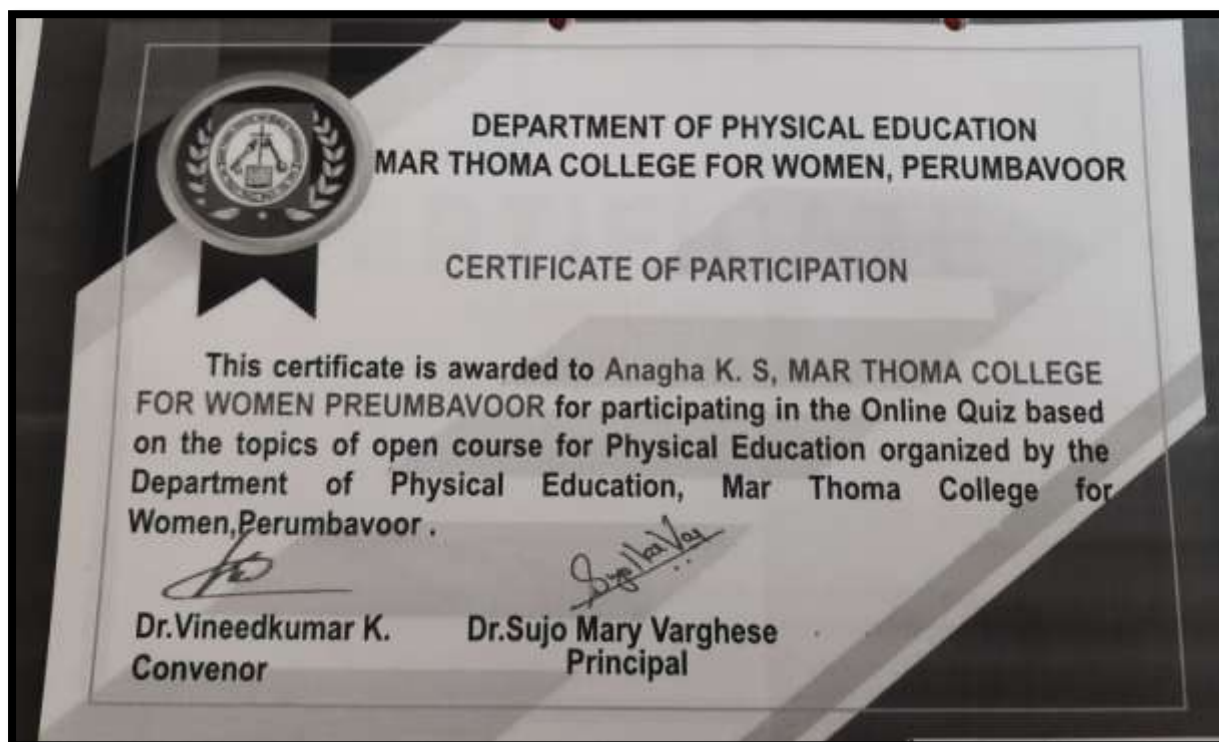 DEPARTMENT OF PHYSICAL EDUCATION
MAR THOMA COLLEGE FOR WOMEN, PERUMBAVOOR
CERTIFICATE OF PARTICIPATION
This certificate is awarded to Anagha K. S, MAR THOMA COLLEGE
FOR WOMEN PREUMBAVOOR for participating in the Online Quiz based
on the topics of open course for Physical Education organized by the
Department of Physical Education, Mar Thoma College for
Women,Perumbavoor .
Dr.Vineedkumar K. Dr.Sujo Mary Varghese
Convenor Principal